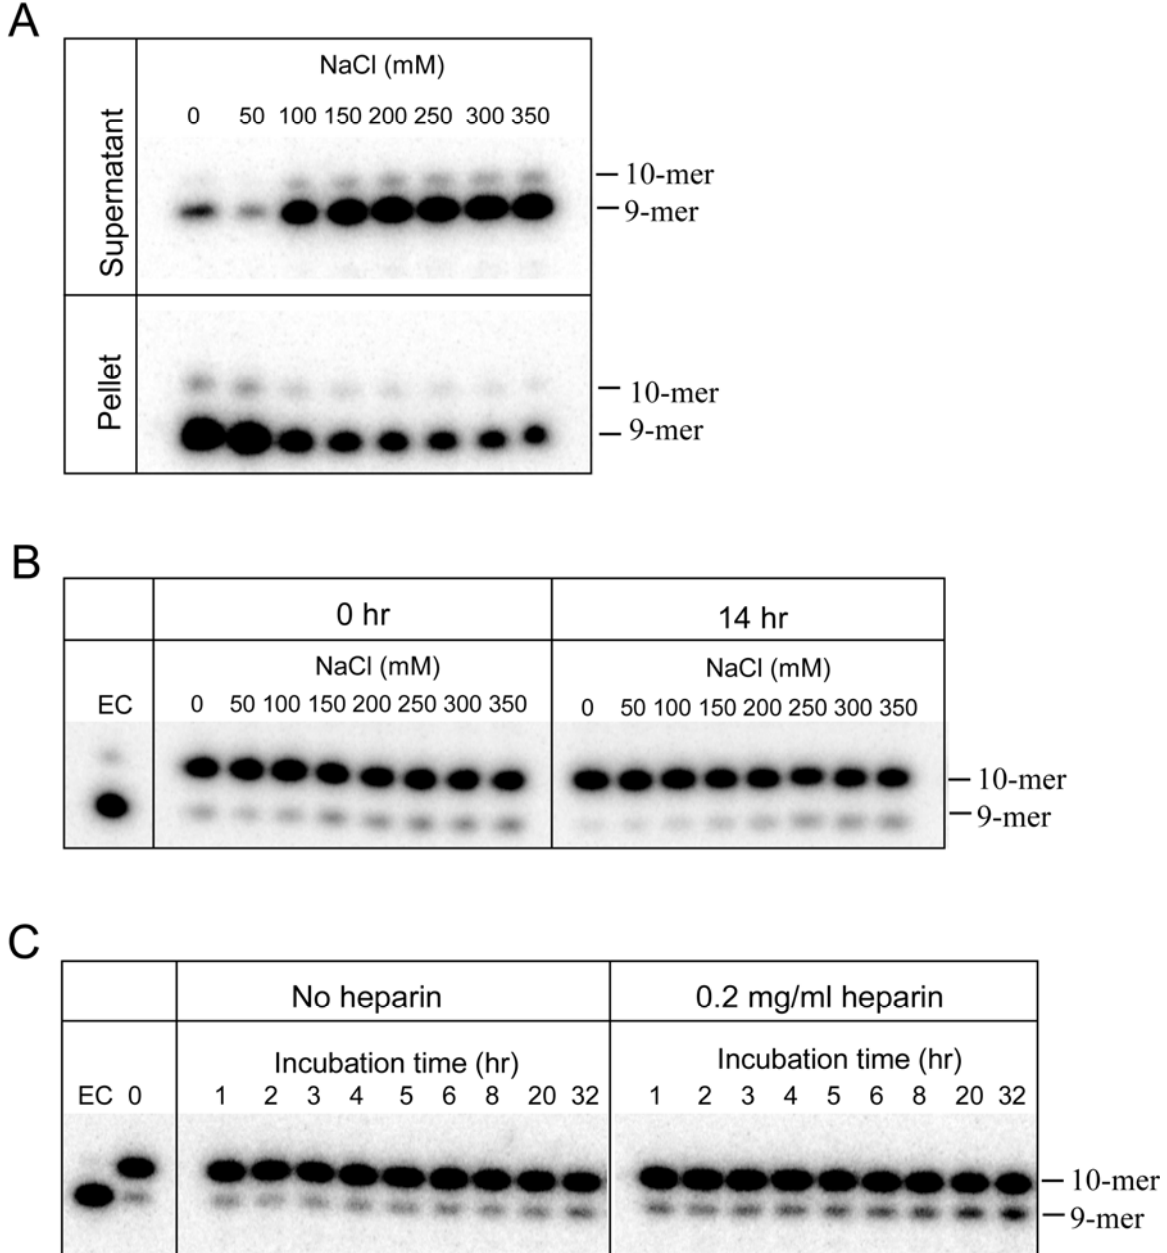 A
NaCl (mM)
0 50 100 150 200 250 300 350
Supernatant
10-mer
9-mer
Pellet
10-mer
9-mer
B
0 hr 14 hr
NaCl (mM) NaCl (mM)
EC 0 50 100 150 200 250 300 350 0 50 100 150 200 250 300 350
10-mer
9-mer
C
No heparin 0.2 mg/ml heparin
Incubation time (hr) Incubation time (hr)
EC 0 1 2 3 4 5 6 8 20 32 1 2 3 4 5 6 8 20 32
10-mer
9-mer